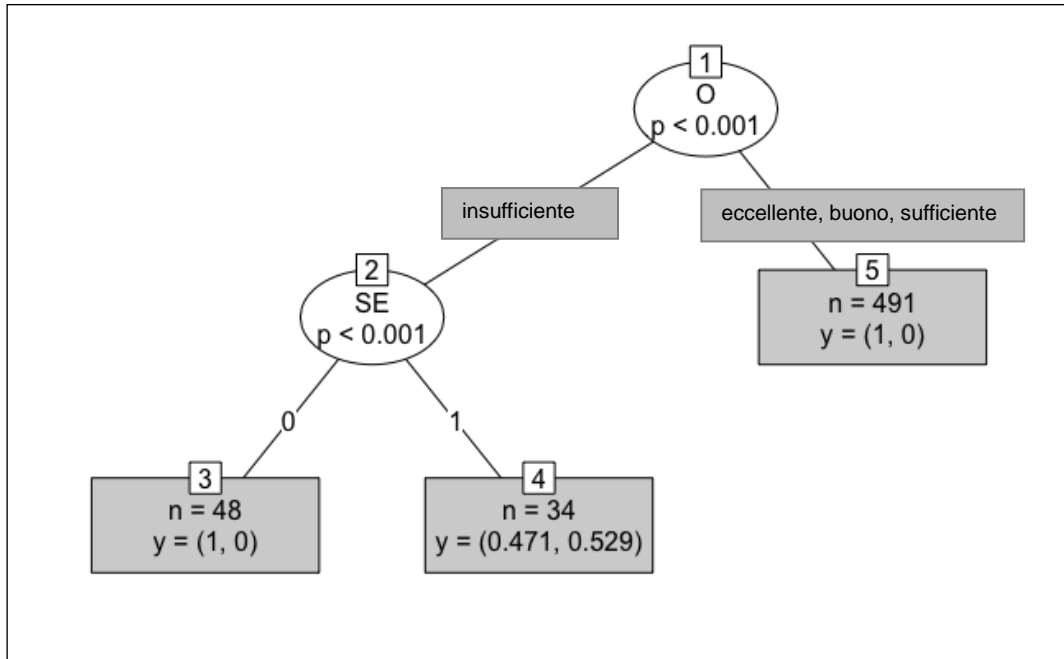 1
O
p < 0.001
insufficiente
eccellente, buono, sufficiente
2
SE
p < 0.001
5
n = 491
y = (1, 0)
0
1
3
n = 48
y = (1, 0)
4
n = 34
y = (0.471, 0.529)